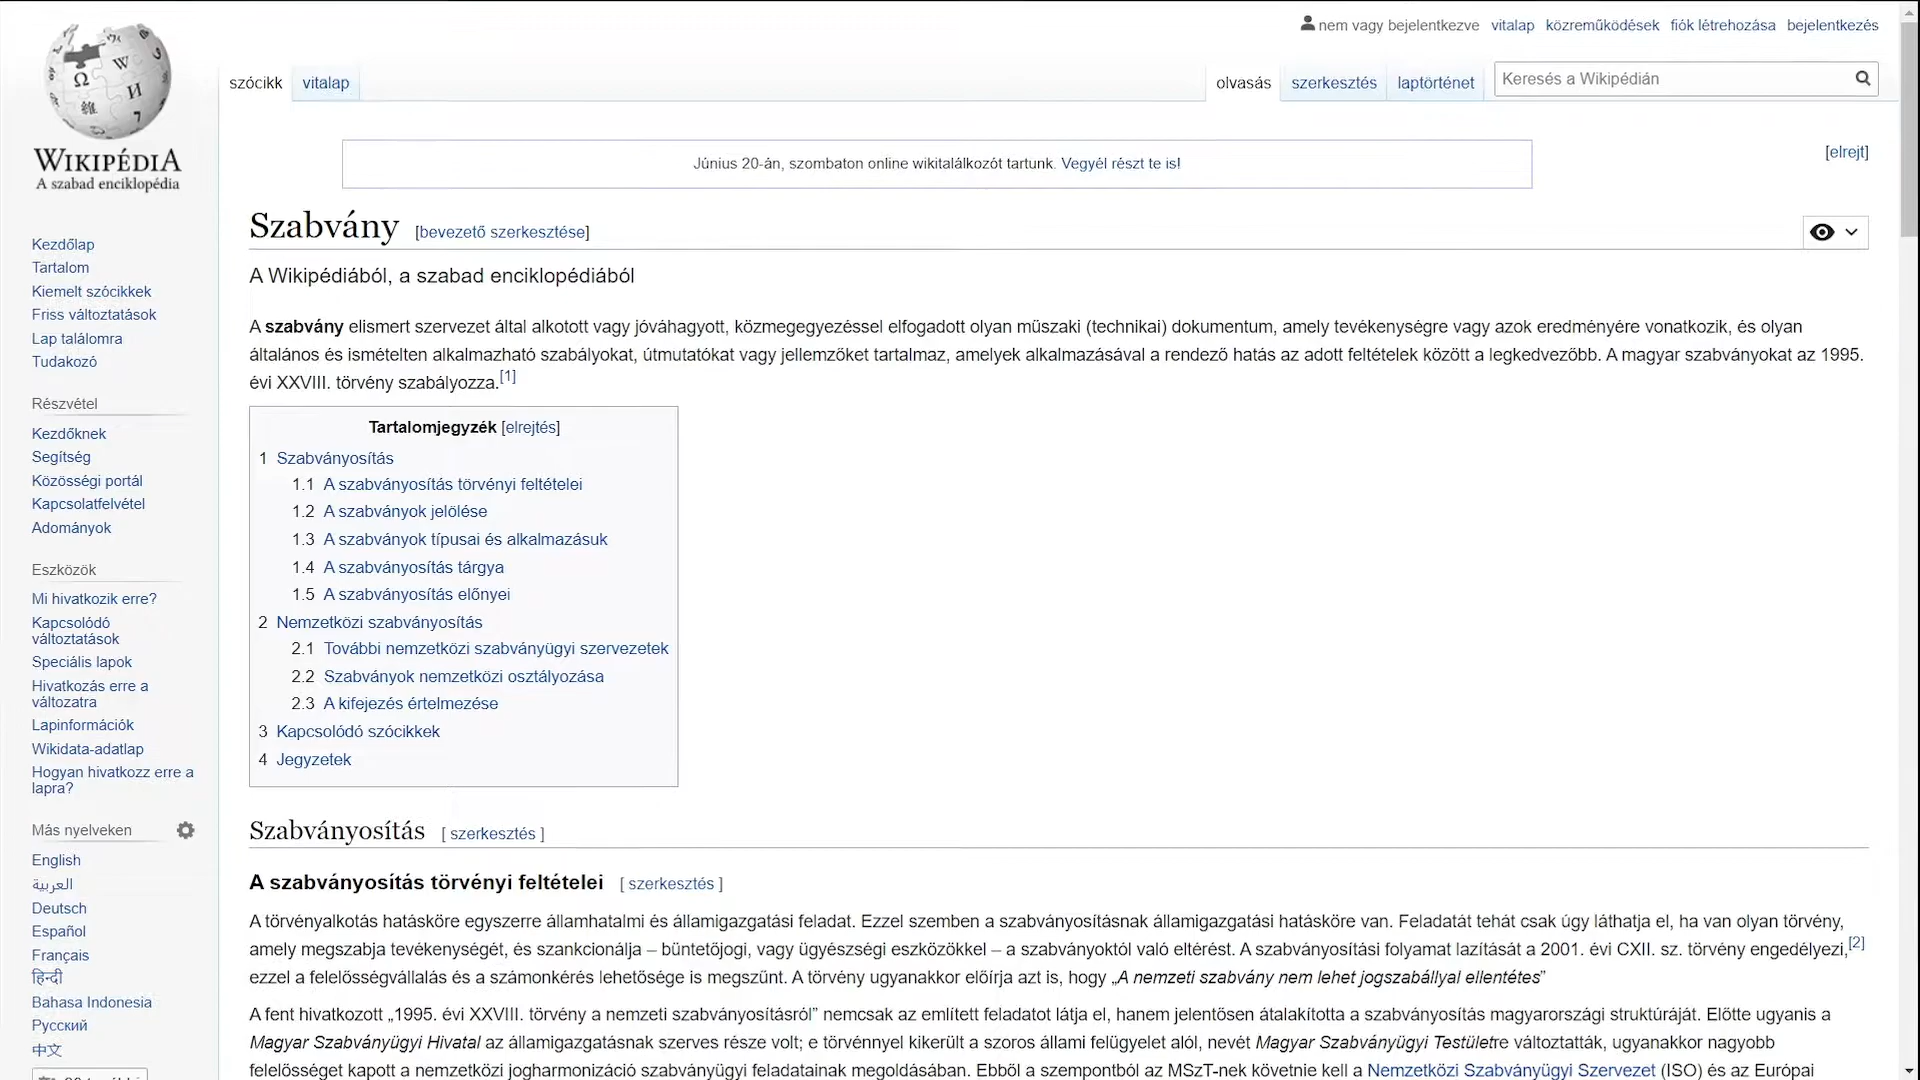 nem vagy bejelentkezve vitalap közreműködések fiók létrehozása bejelentkezés
szócikk vitalap olvasás szerkesztés laptörténet Keresés a Wikipédián
WIKIPÉDIA
A szabad enciklopédia
Június 20-án, szombaton online wikitalálkozót tartunk. Vegyél részt te is!
[elrejt]
Szabvány [bevezető szerkesztése]
A Wikipédiából, a szabad enciklopédiából
A szabvány elismert szervezet által alkotott vagy jóváhagyott, közmegegyezéssel elfogadott olyan műszaki (technikai) dokumentum, amely tevékenységre vagy azok eredményére vonatkozik, és olyan
általános és ismételten alkalmazható szabályokat, útmutatókat vagy jellemzőket tartalmaz, amelyek alkalmazásával a rendező hatás az adott feltételek között a legkedvezőbb. A magyar szabványokat az 1995.
évi XXVIII. törvény szabályozza.[1]
Tartalomjegyzék [elrejtés]
1 Szabványosítás
1.1 A szabványosítás törvényi feltételei
1.2 A szabványok jelölése
1.3 A szabványok típusai és alkalmazásuk
1.4 A szabványosítás tárgya
1.5 A szabványosítás előnyei
2 Nemzetközi szabványosítás
2.1 További nemzetközi szabványügyi szervezetek
2.2 Szabványok nemzetközi osztályozása
2.3 A kifejezés értelmezése
3 Kapcsolódó szócikkek
4 Jegyzetek
Szabványosítás [ szerkesztés ]
A szabványosítás törvényi feltételei [ szerkesztés ]
A törvényalkotás hatásköre egyszerre államhatalmi és államigazgatási feladat. Ezzel szemben a szabványosításnak államigazgatási hatásköre van. Feladatát tehát csak úgy láthatja el, ha van olyan törvény,
amely megszabja tevékenységét, és szankcionálja – büntetőjogi, vagy ügyészségi eszközökkel – a szabványoktól való eltérést. A szabványosítási folyamat lazítását a 2001. évi CXII. sz. törvény engedélyezi,[2]
ezzel a felelősségvállalás és a számonkérés lehetősége is megszűnt. A törvény ugyanakkor előírja azt is, hogy „A nemzeti szabvány nem lehet jogszabállyal ellentétes”
A fent hivatkozott „1995. évi XXVIII. törvény a nemzeti szabványosításról” nemcsak az említett feladatot látja el, hanem jelentősen átalakította a szabványosítás magyarországi struktúráját. Előtte ugyanis a
Magyar Szabványügyi Hivatal az államigazgatásnak szerves része volt; e törvénnyel kikerült a szoros állami felügyelet alól, nevét Magyar Szabványügyi Testületre változtatták, ugyanakkor nagyobb
felelősséget kapott a nemzetközi jogharmonizáció szabványügyi feladatainak megoldásában. Ebből a szempontból az MSzT-nek követnie kell a Nemzetközi Szabványügyi Szervezet (ISO) és az Európai
Kezdőlap
Tartalom
Kiemelt szócikkek
Friss változtatások
Lap találomra
Tudakozó
Részvétel
Kezdőknek
Segítség
Közösségi portál
Kapcsolatfelvétel
Adományok
Eszközök
Mi hivatkozik erre?
Kapcsolódó
változtatások
Speciális lapok
Hivatkozás erre a
változatra
Lapinformációk
Wikidata-adatlap
Hogyan hivatkozz erre a
lapra?
Más nyelveken
English
العربية
Deutsch
Español
Français
हिन्दी
Bahasa Indonesia
Русский
中文